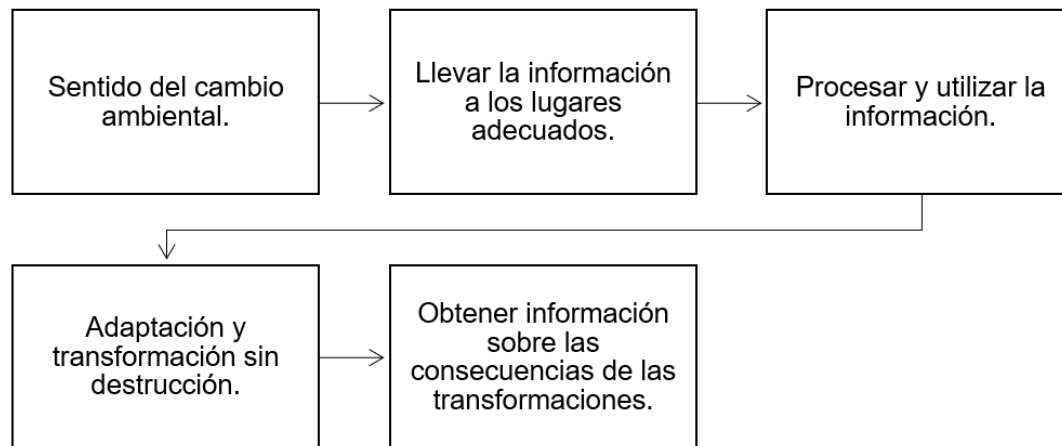 Sentido del cambio
ambiental.
Llevar la información
a los lugares
adecuados.
Procesar y utilizar la
información.
Adaptación y
transformación sin
destrucción.
Obtener información
sobre las
consecuencias de las
transformaciones.